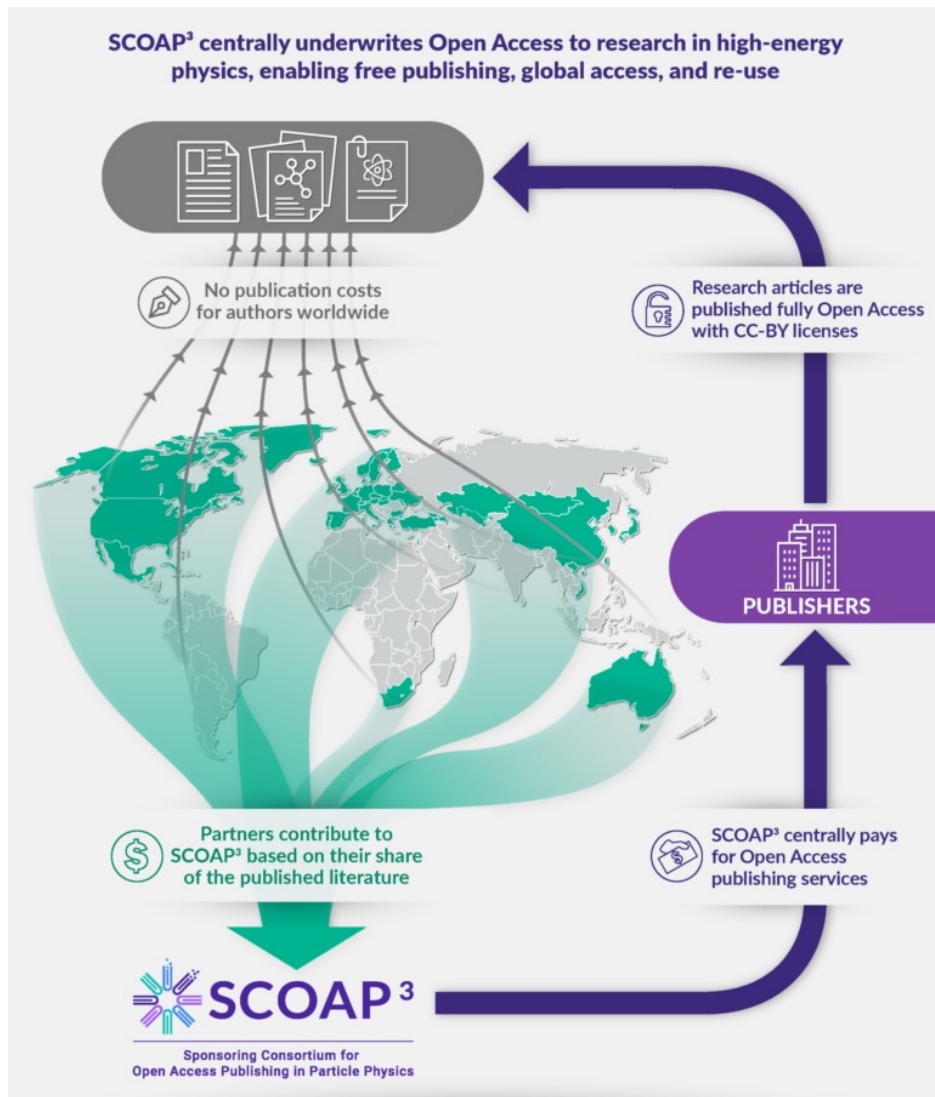 SCOAP³ centrally underwrites Open Access to research in high-energy
physics, enabling free publishing, global access, and re-use
No publication costs
for authors worldwide
Research articles are
published fully Open Access
with CC-BY licenses
PUBLISHERS
Partners contribute to
SCOAP³ based on their share
of the published literature
$
SCOAP³ centrally pays
for Open Access
publishing services
$
SCOAP³
Sponsoring Consortium for
Open Access Publishing in Particle Physics